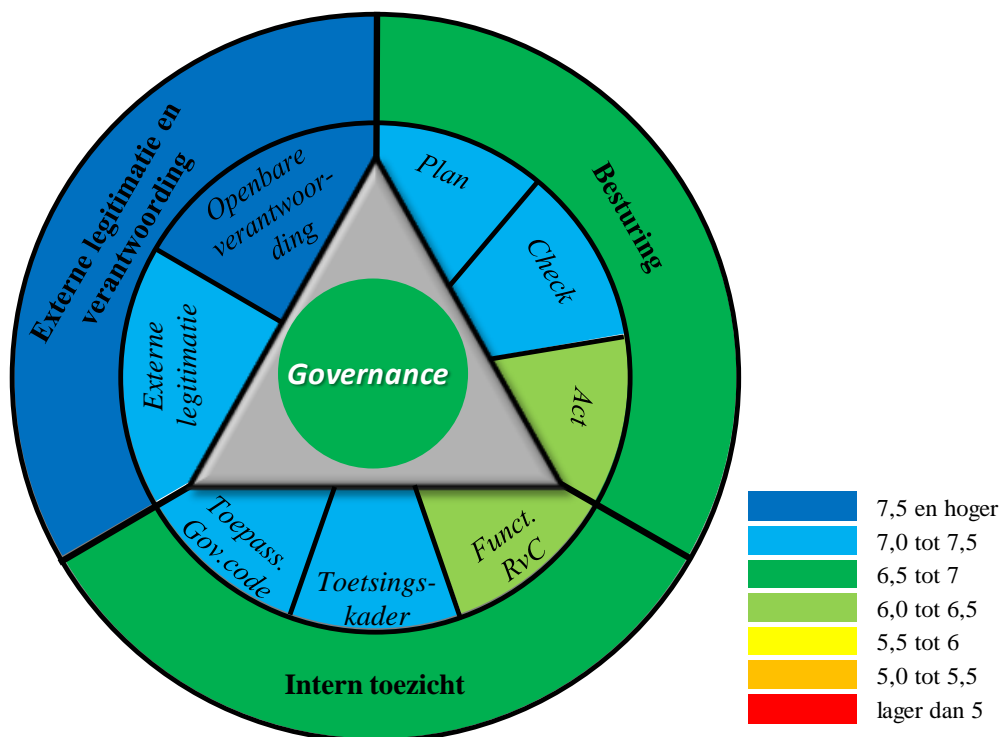 Externe legitimatie en
verantwoording
Openbare
verantwoor-
ding
Plan
Besturing
Check
Externe
legitimatie
Governance
Act
Toepass.
Gov.code
Toetsings-
kader
Funct.
RvC
Intern toezicht
7,5 en hoger
7,0 tot 7,5
6,5 tot 7
6,0 tot 6,5
5,5 tot 6
5,0 tot 5,5
lager dan 5